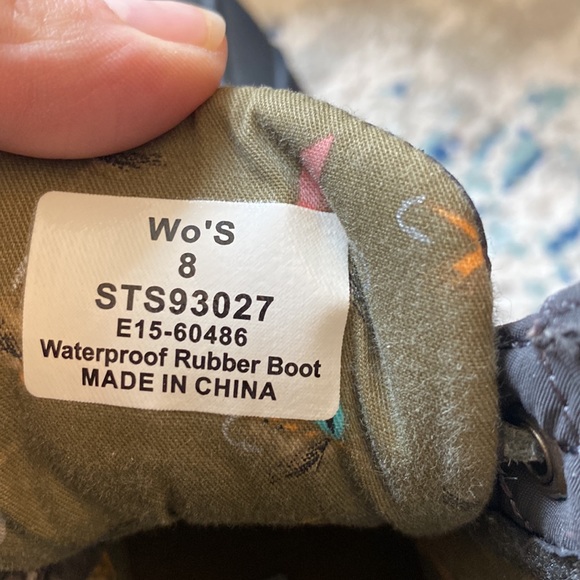 Wo'S
8
STS93027
E15-60486
Waterproof Rubber Boot
MADE IN CHINA